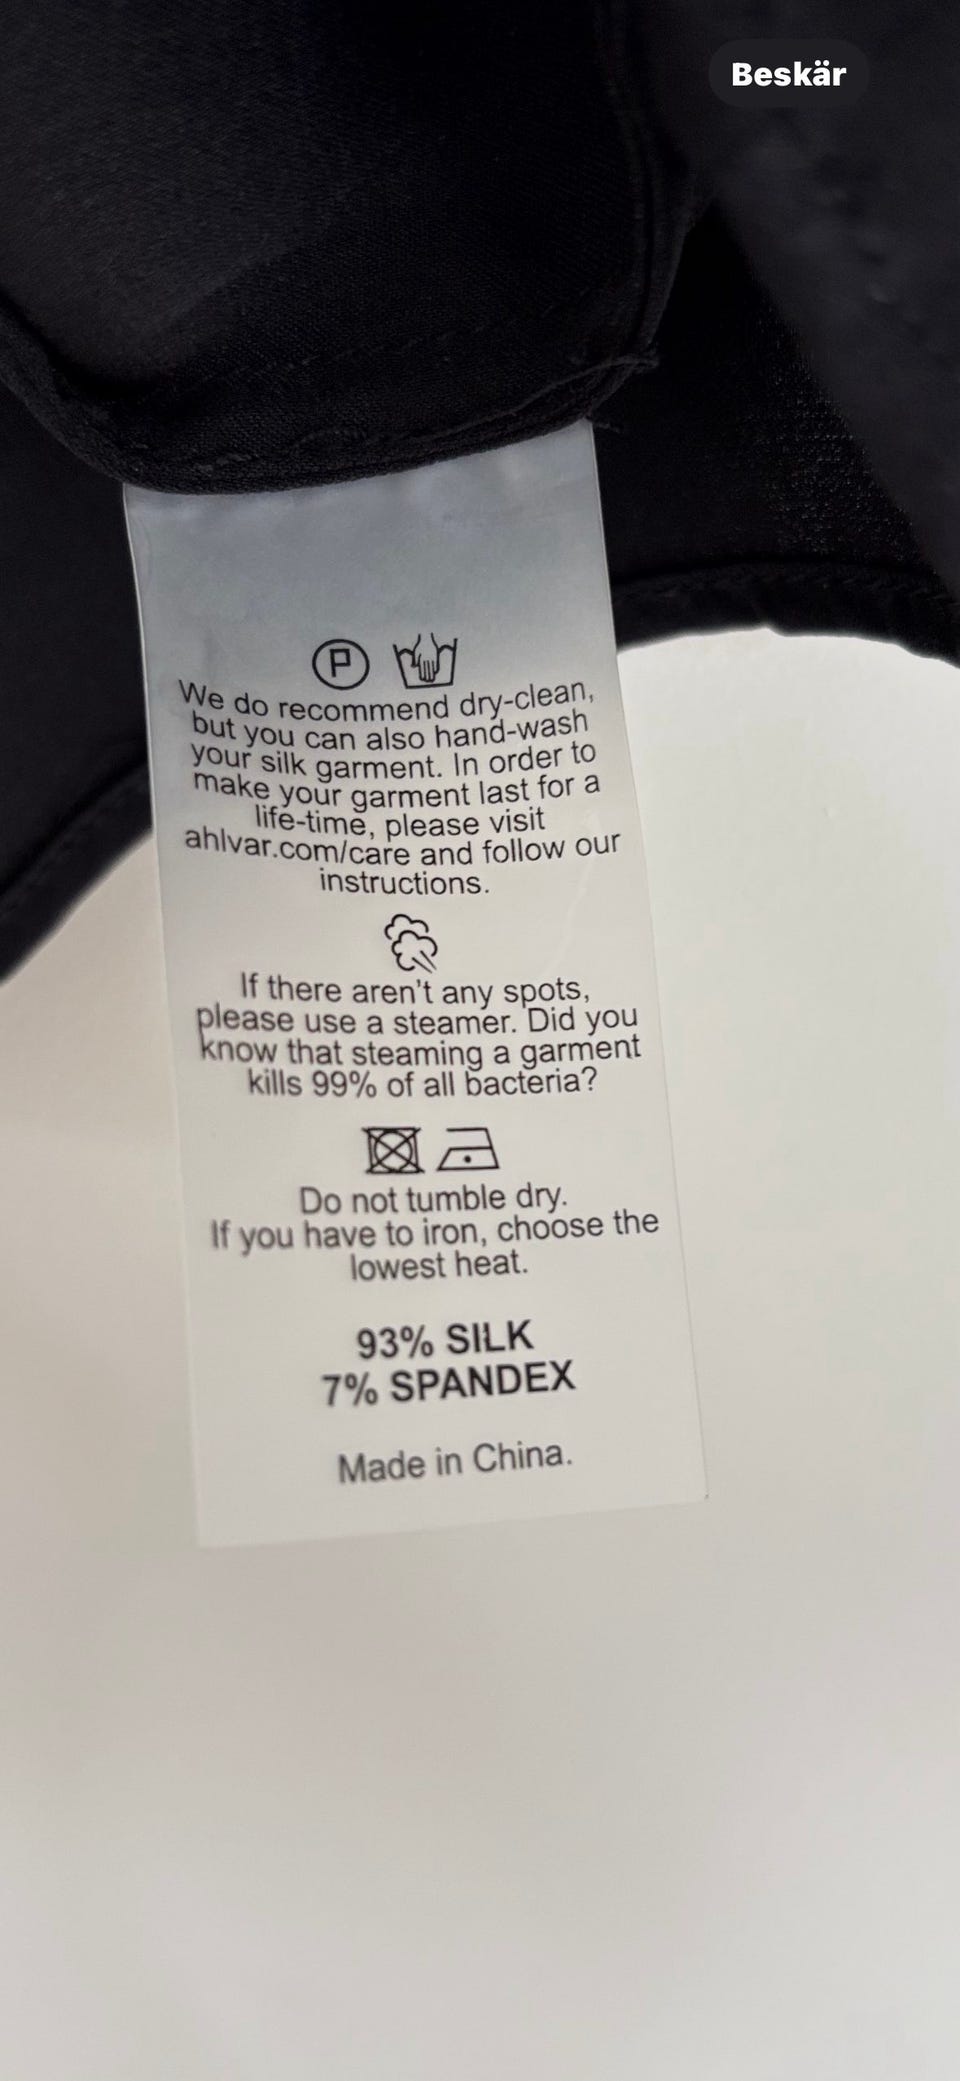 Beskär
P
We do recommend dry-clean,
but you can also hand-wash
your silk garment. In order to
make your garment last for a
life-time, please visit
ahlvar.com/care and follow our
instructions.
If there aren't any spots,
please use a steamer. Did you
know that steaming a garment
kills 99% of all bacteria?
Do not tumble dry.
If you have to iron, choose the
lowest heat.
93% SILK
7% SPANDEX
Made in China.